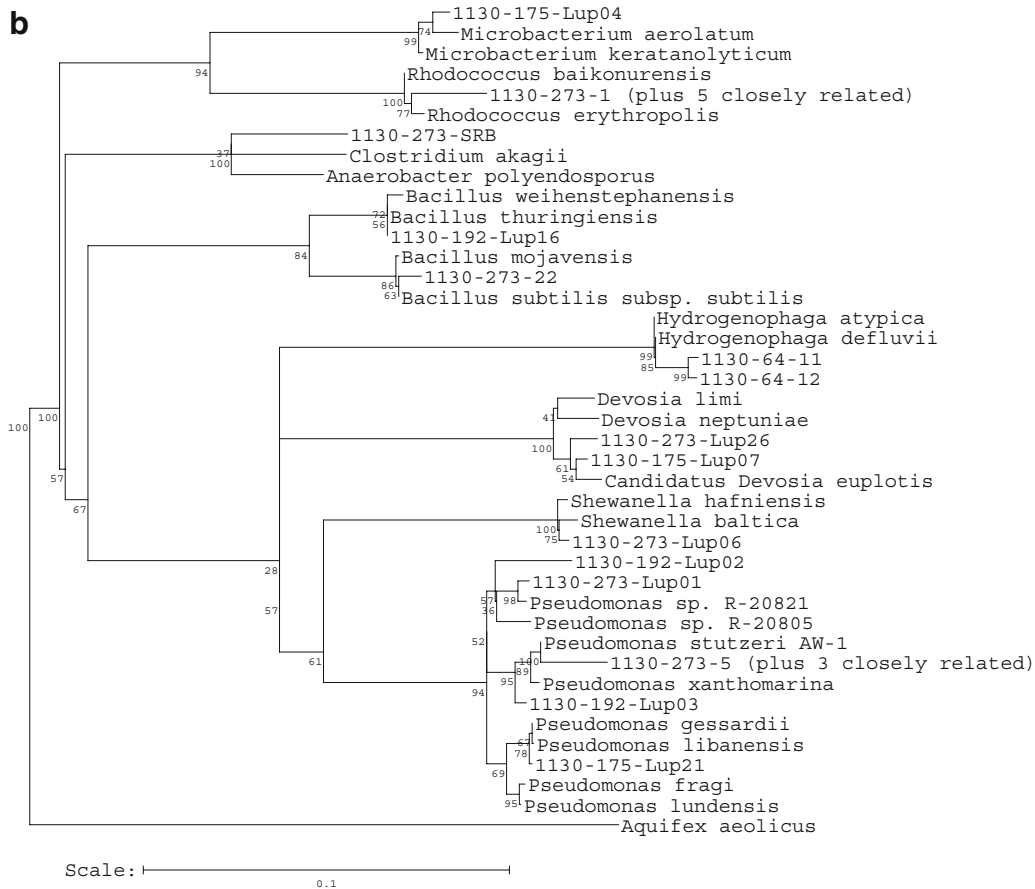 b
1130-175-Lup04
74
Microbacterium aerolatum
99
Microbacterium keratanolyticum
94
Rhodococcus baikonurensis
1130-273-1 (plus 5 closely related)
100
77
Rhodococcus erythropolis
1130-273-SRB
37
Clostridium akagii
100
Anaerobacter polyendosporus
Bacillus weihenstephanensis
72
Bacillus thuringiensis
56
1130-192-Lup16
84
Bacillus mojavensis
1130-273-22
86
63
Bacillus subtilis subsp. subtilis
Hydrogenophaga atypica
Hydrogenophaga defluvii
99
1130-64-11
85
99
1130-64-12
Devosia limi
41
Devosia neptuniae
100
100
1130-273-Lup26
100
61
1130-175-Lup07
57
54
Candidatus Devosia euplotis
67
Shewanella hafniensis
100
Shewanella baltica
75
1130-273-Lup06
28
1130-192-Lup02
1130-273-Lup01
57
98
Pseudomonas sp. R-20821
36
57
Pseudomonas sp. R-20805
52
Pseudomonas stutzeri AW-1
61
100
1130-273-5 (plus 3 closely related)
89
95
Pseudomonas xanthomarina
94
1130-192-Lup03
Pseudomonas gessardii
67
Pseudomonas libanensis
78
1130-175-Lup21
69
Pseudomonas fragi
95
Pseudomonas lundensis
Aquifex aeolicus
Scale:
0.1